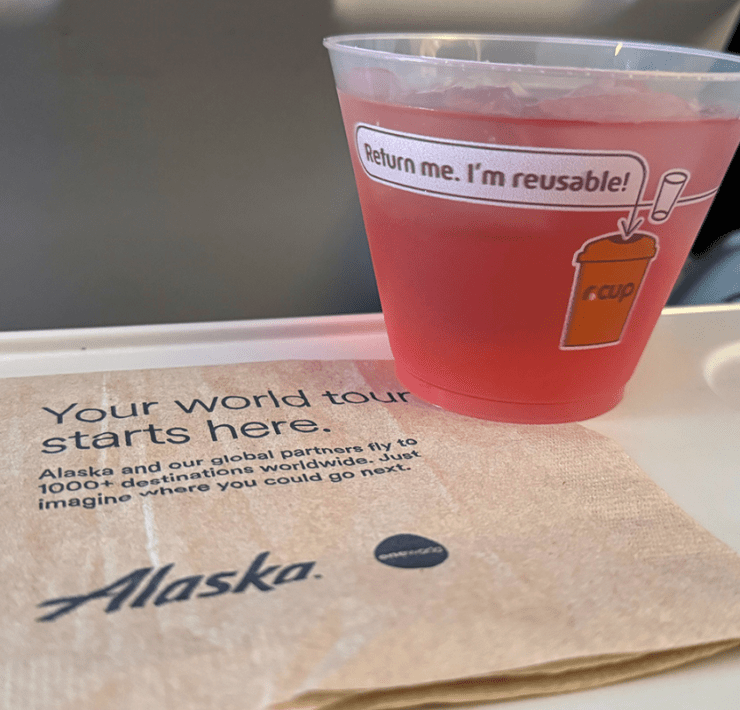 Return me. I'm reusable!
r.cup
Your world tour
starts here.
Alaska and our global partners fly to
1000+ destinations worldwide. Just
imagine where you could go next.
Alaska.
oneworld